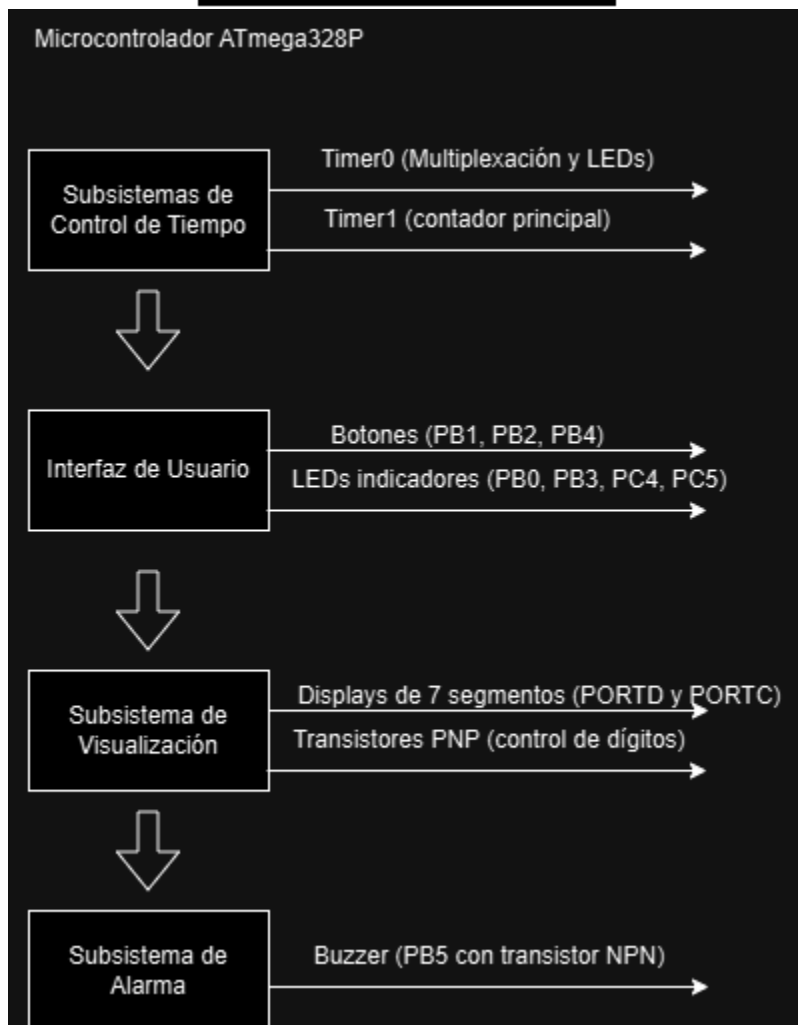 Microcontrolador ATmega328P
Timer0 (Multiplexación y LEDs)
Subsistemas de
Control de Tiempo
Timer1 (contador principal)
Botones (PB1, PB2, PB4)
Interfaz de Usuario
LEDs indicadores (PB0, PB3, PC4, PC5)
Displays de 7 segmentos (PORTD y PORTC)
Subsistema de
Visualización
Transistores PNP (control de dígitos)
Subsistema de
Alarma
Buzzer (PB5 con transistor NPN)